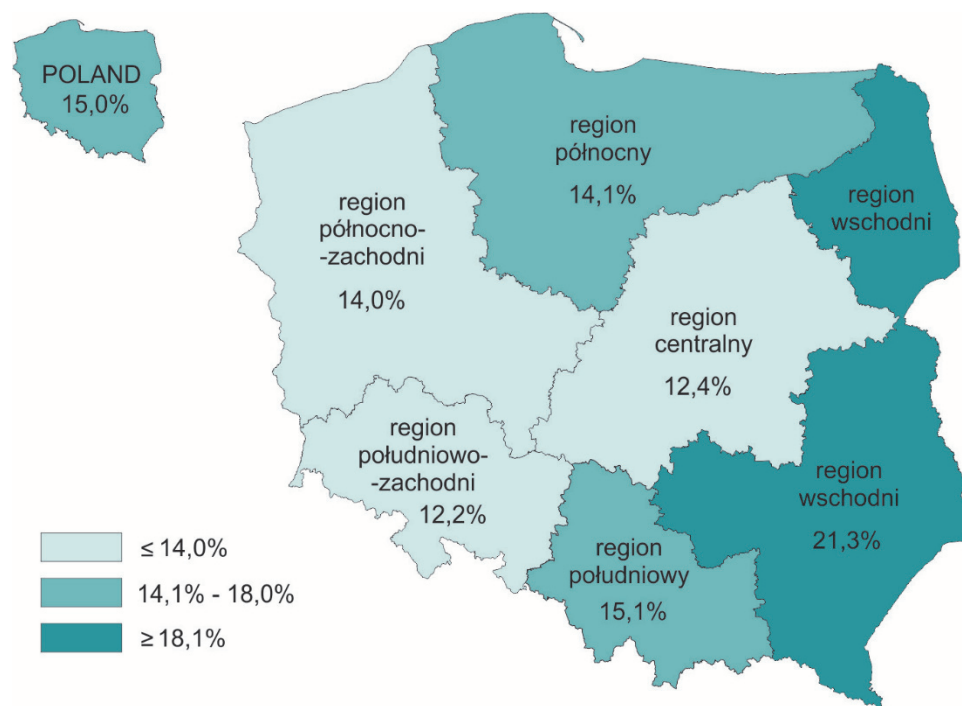 POLAND
15,0%
region
północny
14,1%
region
wschodni
region
północno-
-zachodni
14,0%
region
centralny
12,4%
region
południowo-
-zachodni
12,2%
region
wschodni
21,3%
region
południowy
15,1%
≤ 14,0%
14,1% - 18,0%
≥ 18,1%